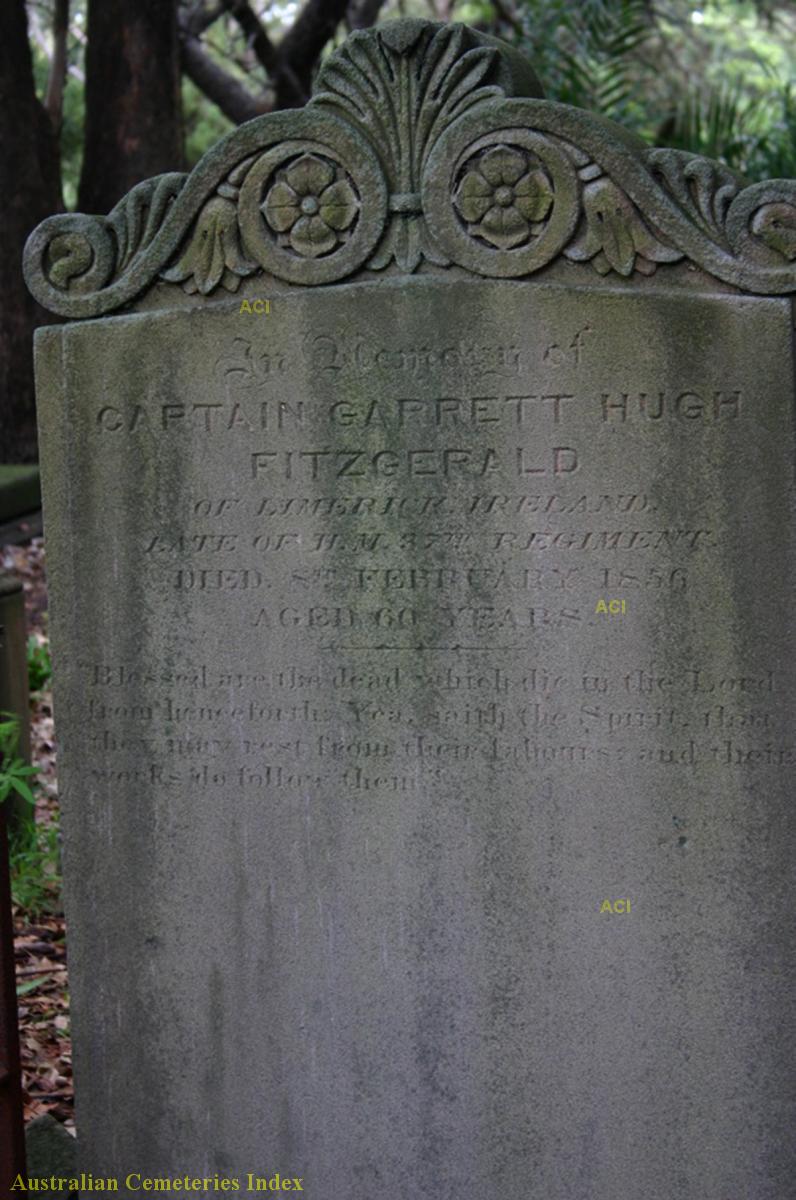 ACI
In Memory of
CAPTAIN GARRETT HUGH
FITZGERALD
OF LIMERICK, IRELAND,
LATE OF H.M. 87TH REGIMENT.
DIED, 8TH FEBRUARY 1856
ACI
AGED 60 YEARS
"Blessed are the dead which die in the Lord
from henceforth: Yea, saith the Spirit, that
they may rest from their labours; and their
works do follow them."
ACI
Australian Cemeteries Index